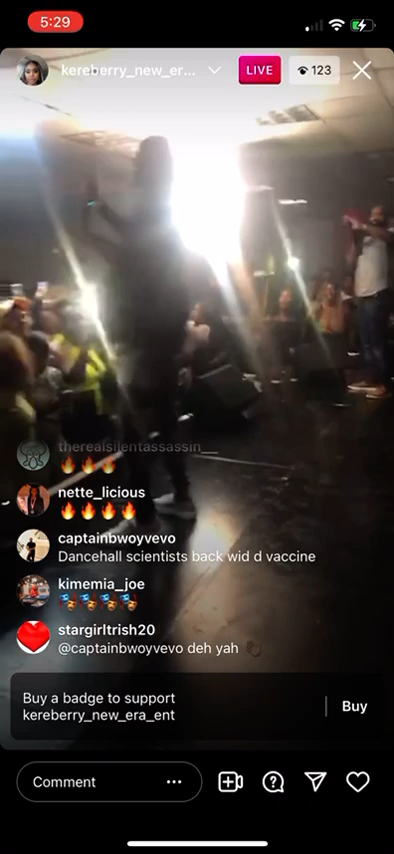 5:29
kereberry_new_er...
LIVE
123
therealsilentassassin__
🔥🔥🔥
nette_licious
🔥🔥🔥🔥
captainbwoyvevo
Dancehall scientists back wid d vaccine
kimemia_joe
stargirltrish20
@captainbwoyvevo deh yah
Buy a badge to support
kereberry_new_era_ent
Buy
Comment